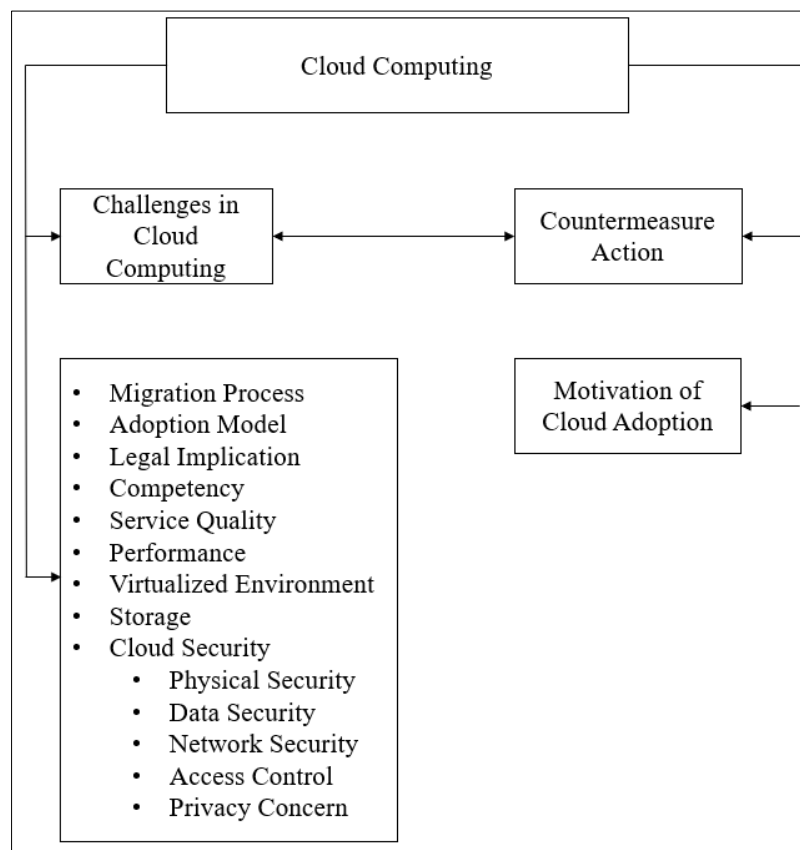 Cloud Computing
Challenges in
Cloud
Computing
Countermeasure
Action
• Migration Process
• Adoption Model
• Legal Implication
• Competency
• Service Quality
• Performance
• Virtualized Environment
• Storage
• Cloud Security
• Physical Security
• Data Security
• Network Security
• Access Control
• Privacy Concern
Motivation of
Cloud Adoption